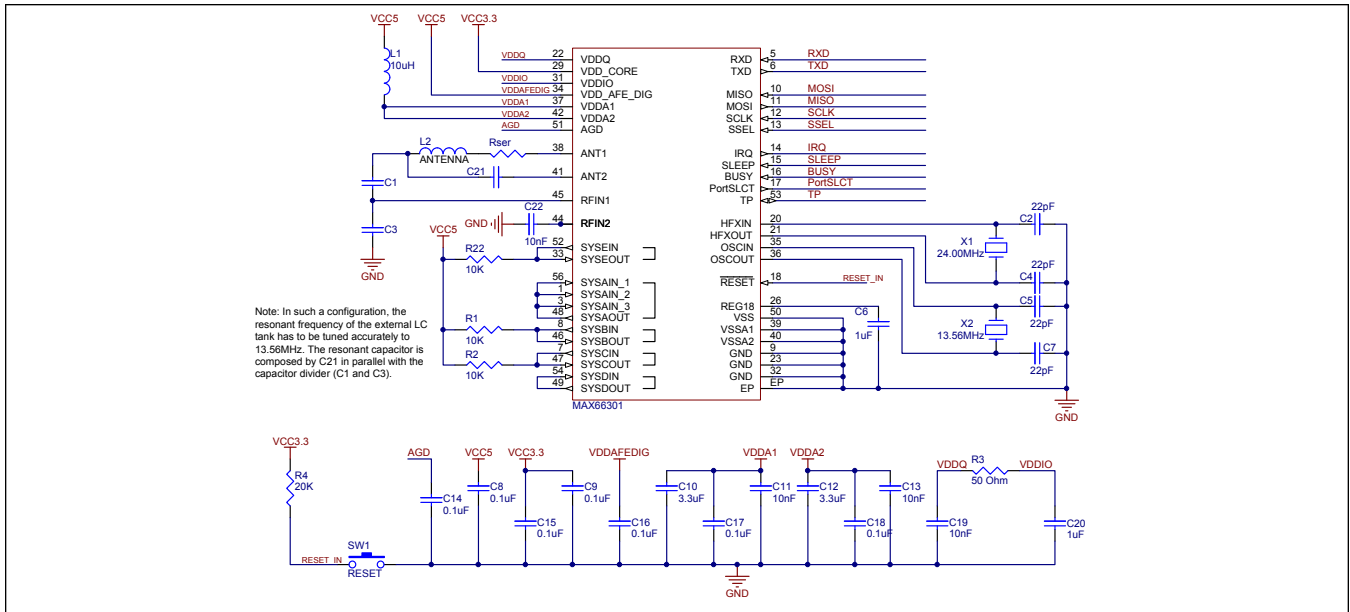 VCC5 VCC5 VCC3.3
L1
10uH
VDDQ 22 VDDQ
29 VDD_CORE
VDDIO 31 VDDIO
VDDAFEDIG 34 VDD_AFE_DIG
VDDA1 37 VDDA1
VDDA2 42 VDDA2
AGD 51 AGD
L2 Rser 38 ANT1
ANTENNA
C21 41 ANT2
C1
45 RFIN1
C22
GND 44 RFIN2
10nF
C3
GND
VCC5
52 SYSEIN
R22 33 SYSEOUT
10K
56 SYSAIN_1
1 SYSAIN_2
3 SYSAIN_3
48 SYSAOUT
R1 8 SYSBIN
10K 46 SYSBOUT
7 SYSCIN
R2 47 SYSCOUT
10K 54 SYSDIN
49 SYSDOUT
MAX66301
Note: In such a configuration, the
resonant frequency of the external LC
tank has to be tuned accurately to
13.56MHz. The resonant capacitor is
composed by C21 in parallel with the
capacitor divider (C1 and C3).
RXD 5 RXD
TXD 6 TXD
MISO 10 MOSI
MOSI 11 MISO
SCLK 12 SCLK
SSEL 13 SSEL
IRQ 14 IRQ
SLEEP 15 SLEEP
BUSY 16 BUSY
PortSLCT 17 PortSLCT
TP 53 TP
HFXIN 20
HFXOUT 21
OSCIN 35
OSCOUT 36
RESET 18 RESET_IN
REG18 26
VSS 50
VSSA1 39
VSSA2 40
GND 9
GND 23
GND 32
EP EP
22pF
C2
X1
24.00MHz
22pF
C4
C5
22pF
X2
13.56MHz
C7
22pF
C6
1uF
GND
VCC3.3
R4
20K
RESET_IN
SW1
RESET
AGD
C14
0.1uF
VCC5
C8
0.1uF
VCC3.3
C15
0.1uF
C9
0.1uF
VDDAFEDIG
C16
0.1uF
C10
3.3uF
C17
0.1uF
VDDA1
C11
10nF
GND
VDDA2
C12
3.3uF
C18
0.1uF
C13
10nF
VDDQ R3 VDDIO
50 Ohm
C19
10nF
C20
1uF